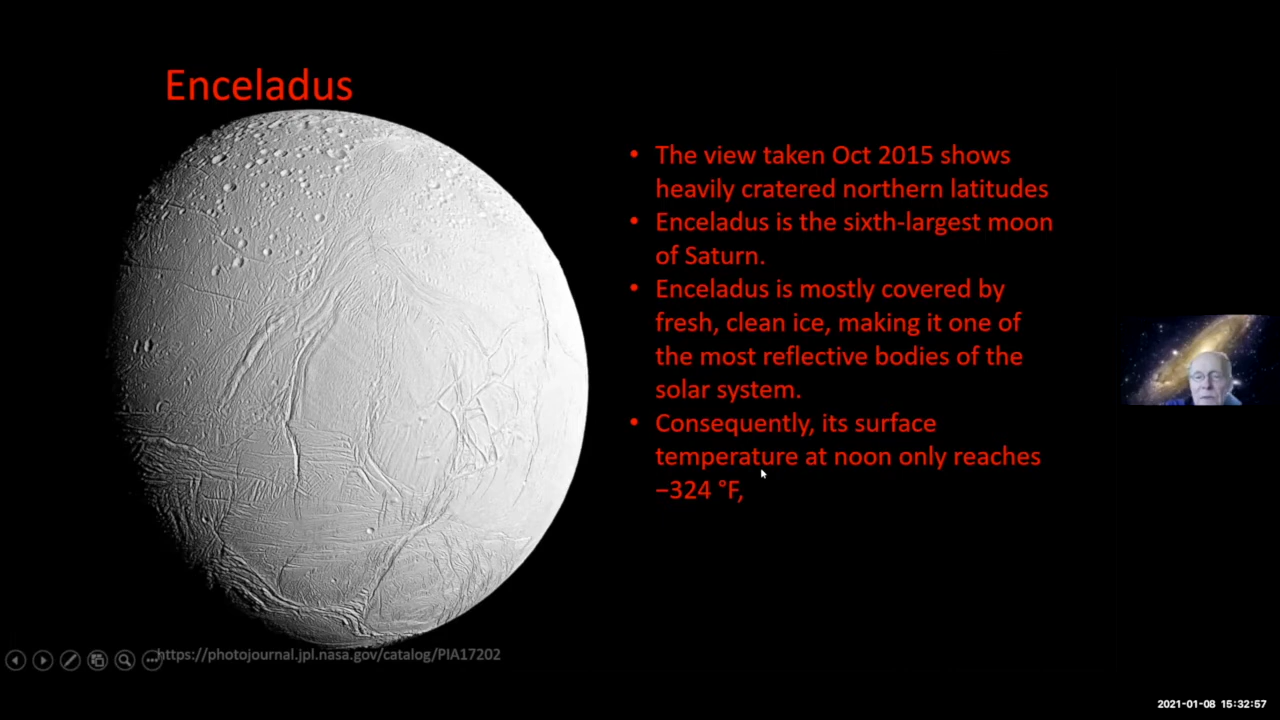 Enceladus
• The view taken Oct 2015 shows
heavily cratered northern latitudes
• Enceladus is the sixth-largest moon
of Saturn.
• Enceladus is mostly covered by
fresh, clean ice, making it one of
the most reflective bodies of the
solar system.
• Consequently, its surface
temperature at noon only reaches
−324 °F,
https://photojournal.jpl.nasa.gov/catalog/PIA17202
2021-01-08 15:32:57